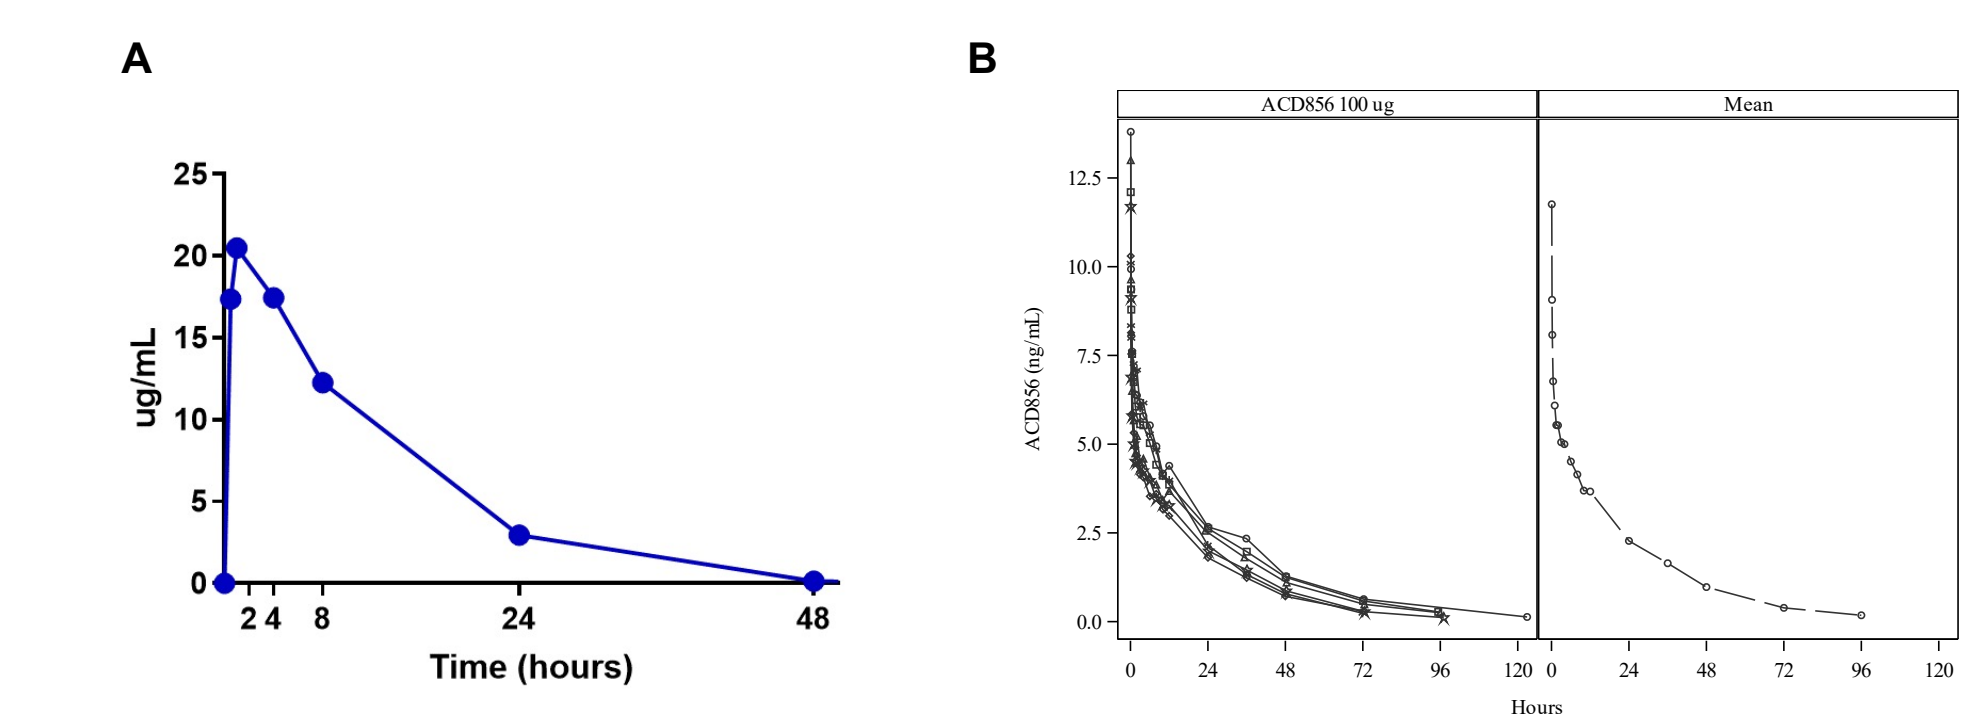 A
B
ACD856 100 ug
Mean
25
20
15
10
5
0
ug/mL
2 4 8 24 48
Time (hours)
12.5
10.0
7.5
5.0
2.5
0.0
ACD856 (ng/mL)
0 24 48 72 96 120
0 24 48 72 96 120
Hours